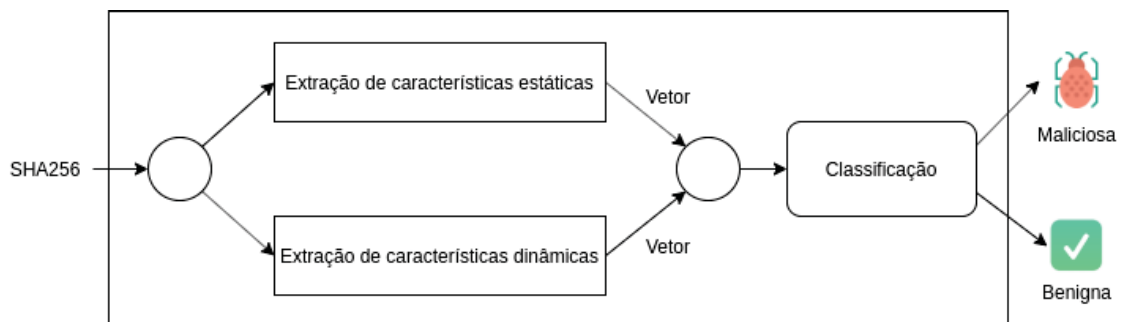 Extração de características estáticas
Vetor
Maliciosa
SHA256
Classificação
Extração de características dinâmicas
Vetor
Benigna